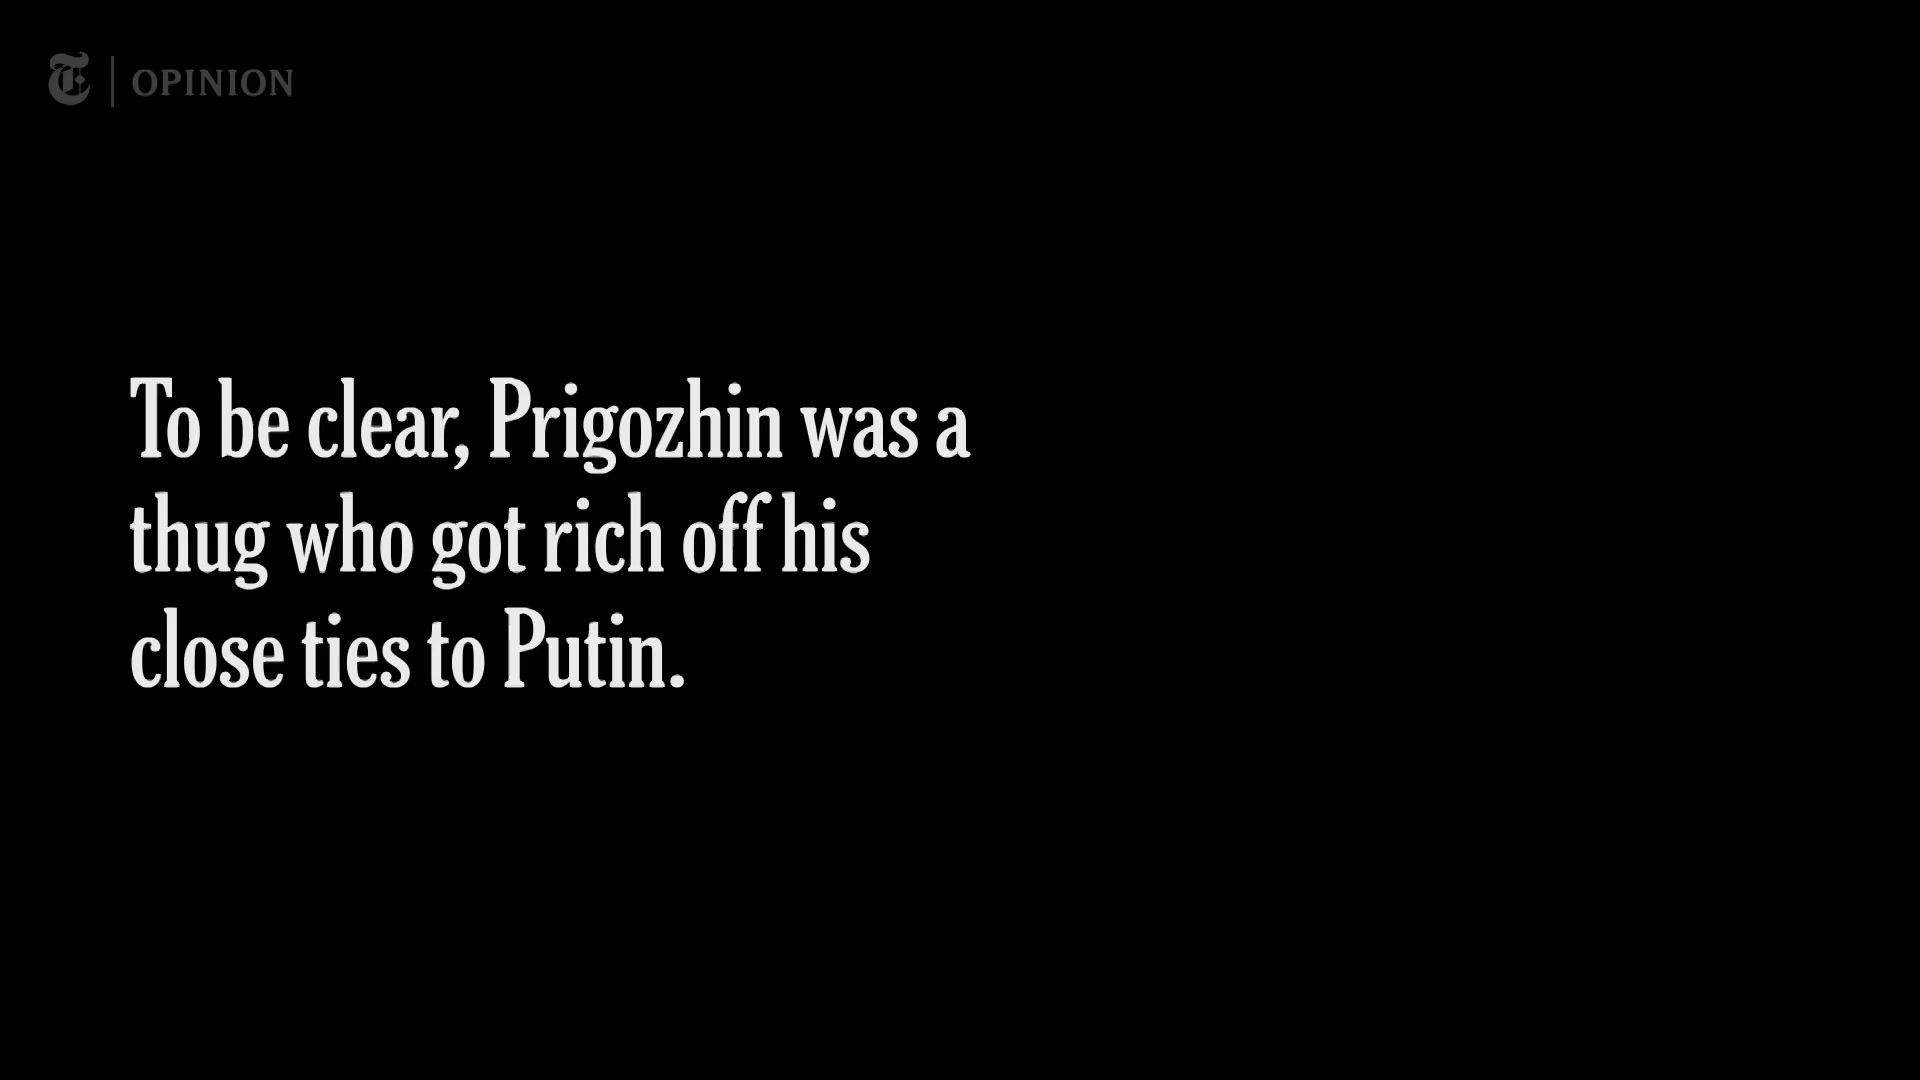 T | OPINION
To be clear, Prigozhin was a
thug who got rich off his
close ties to Putin.